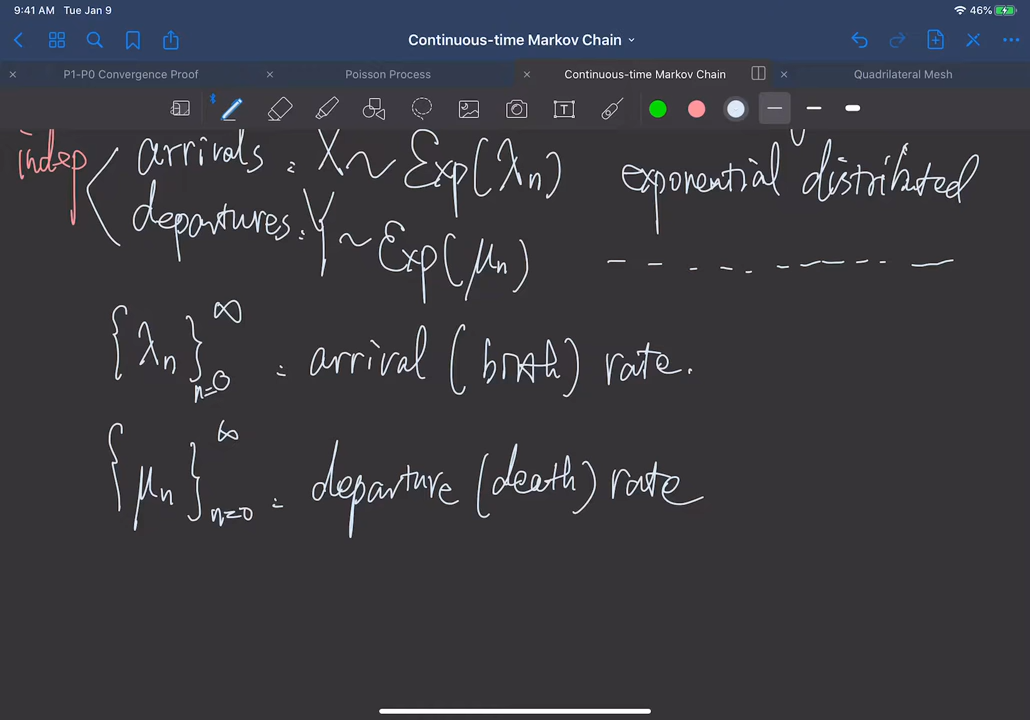 9:41 AM Tue Jan 9
46%
Continuous-time Markov Chain
P1-P0 Convergence Proof
Poisson Process
Continuous-time Markov Chain
Quadrilateral Mesh
indep
arrivals : X ~ Exp(λn) exponential distributed
departures : Y ~ Exp(μn)
{λn}∞n=0 : arrival (birth) rate.
{μn}∞n=0 : departure (death) rate